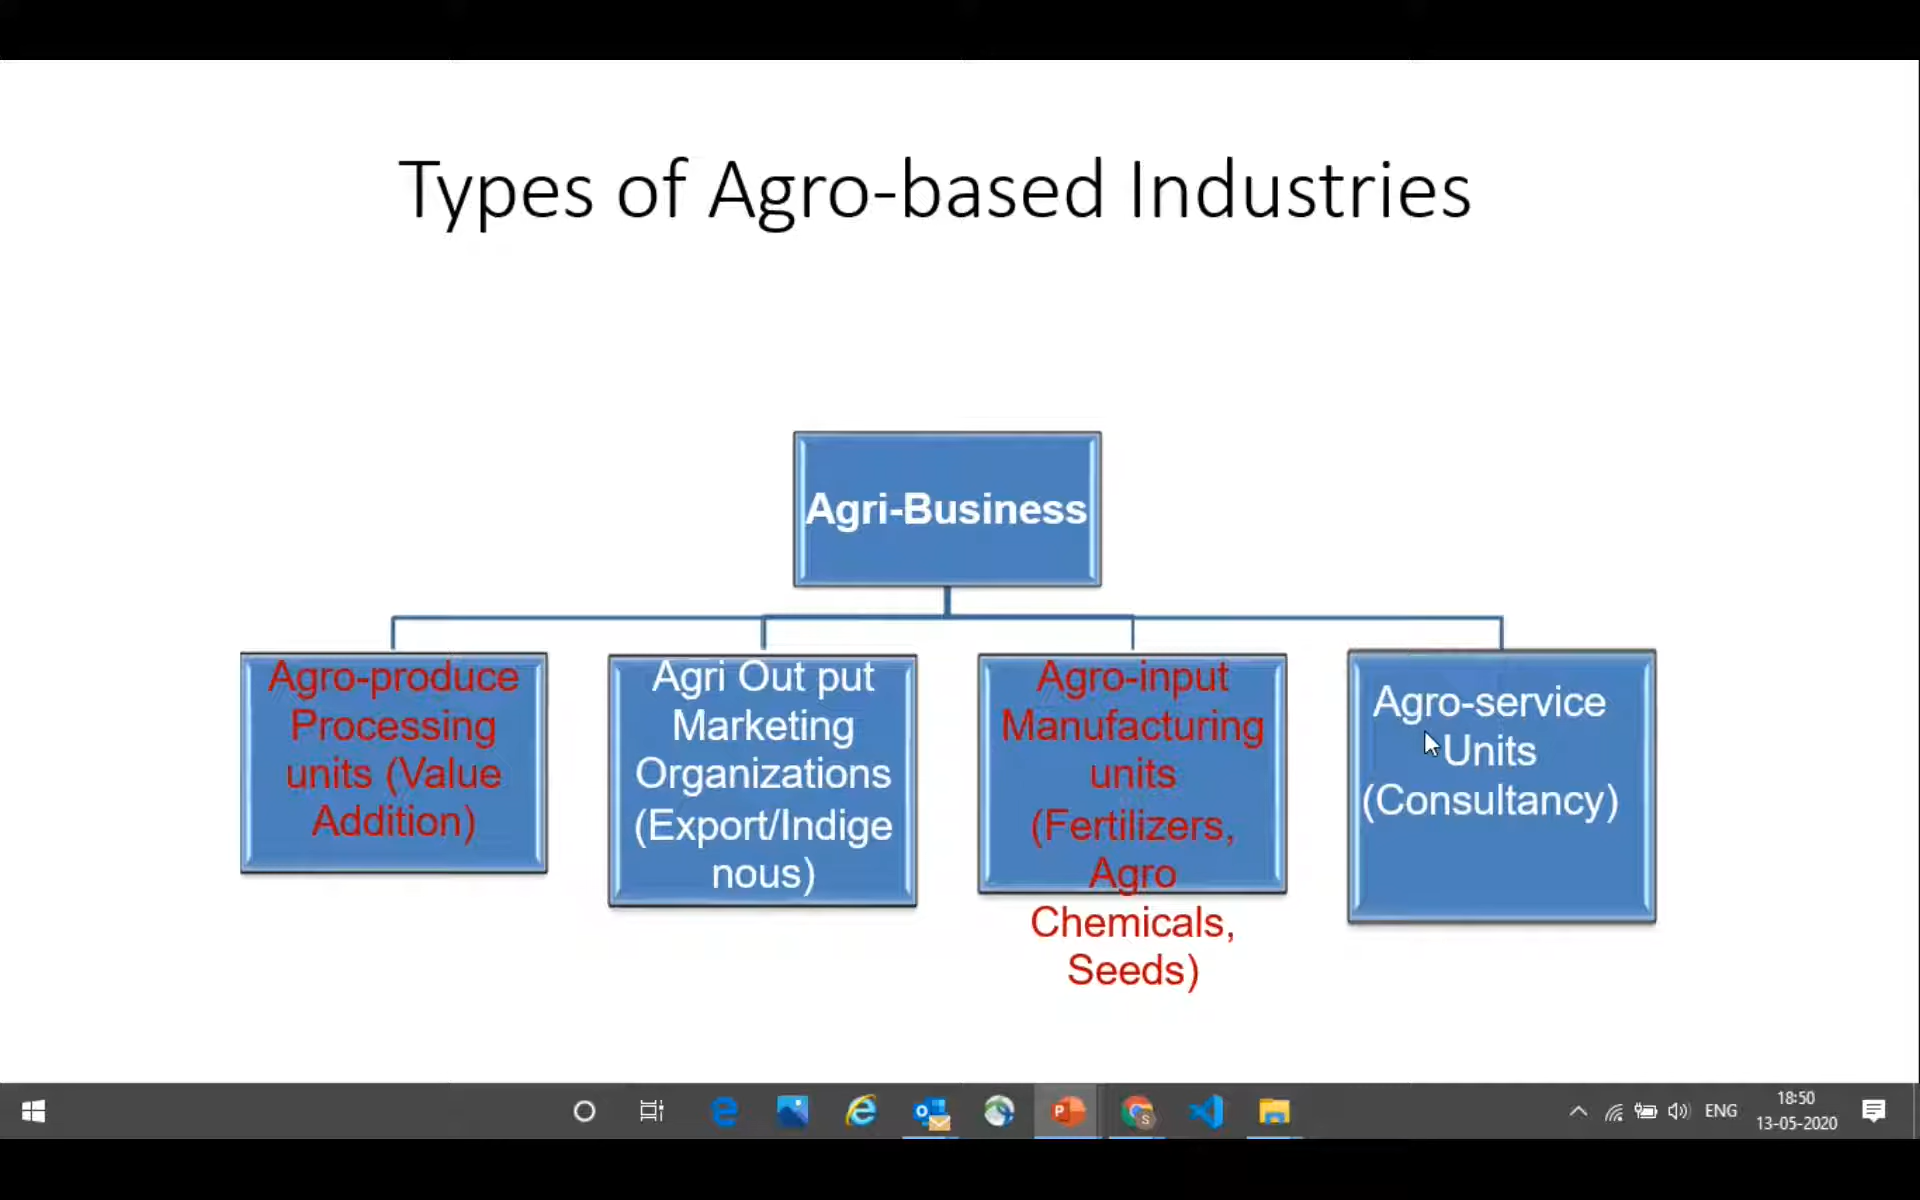 Types of Agro-based Industries
Agri-Business
Agro-produce
Processing
units (Value
Addition)
Agri Out put
Marketing
Organizations
(Export/Indige
nous)
Agro-input
Manufacturing
units
(Fertilizers,
Agro
Chemicals,
Seeds)
Agro-service
Units
(Consultancy)
ENG
18:50
13-05-2020